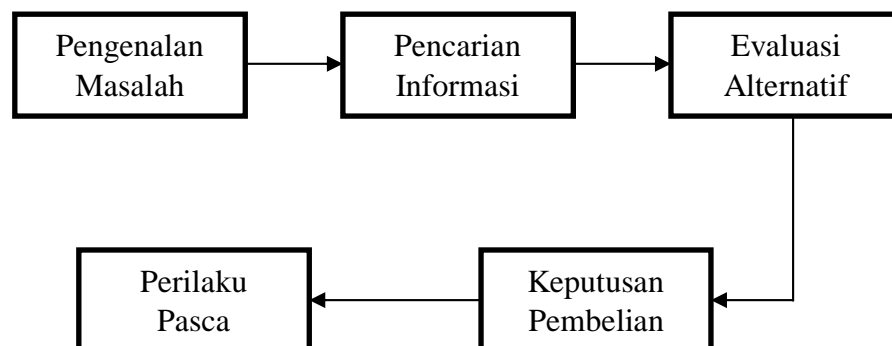 Pengenalan
Masalah
Pencarian
Informasi
Evaluasi
Alternatif
Perilaku
Pasca
Keputusan
Pembelian